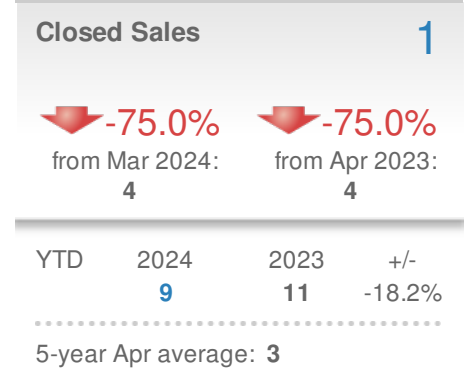 Closed Sales 1
-75.0% -75.0%
from Mar 2024: from Apr 2023:
4 4
YTD 2024 2023 +/-
9 11 -18.2%
5-year Apr average: 3